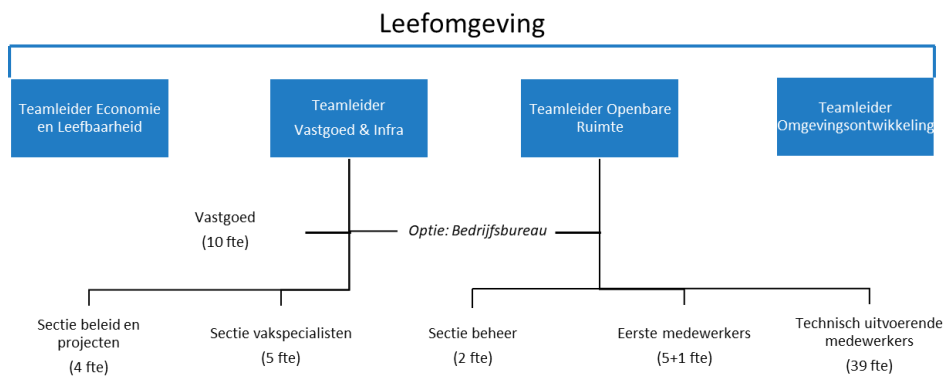 Leefomgeving
Teamleider Economie
en Leefbaarheid
Teamleider
Vastgoed & Infra
Teamleider Openbare
Ruimte
Teamleider
Omgevingsontwikkeling
Vastgoed
(10 fte)
Optie: Bedrijfsbureau
Sectie beleid en
projecten
(4 fte)
Sectie vakspecialisten
(5 fte)
Sectie beheer
(2 fte)
Eerste medewerkers
(5+1 fte)
Technisch uitvoerende
medewerkers
(39 fte)